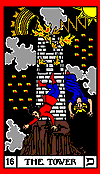 16 THE TOWER פ